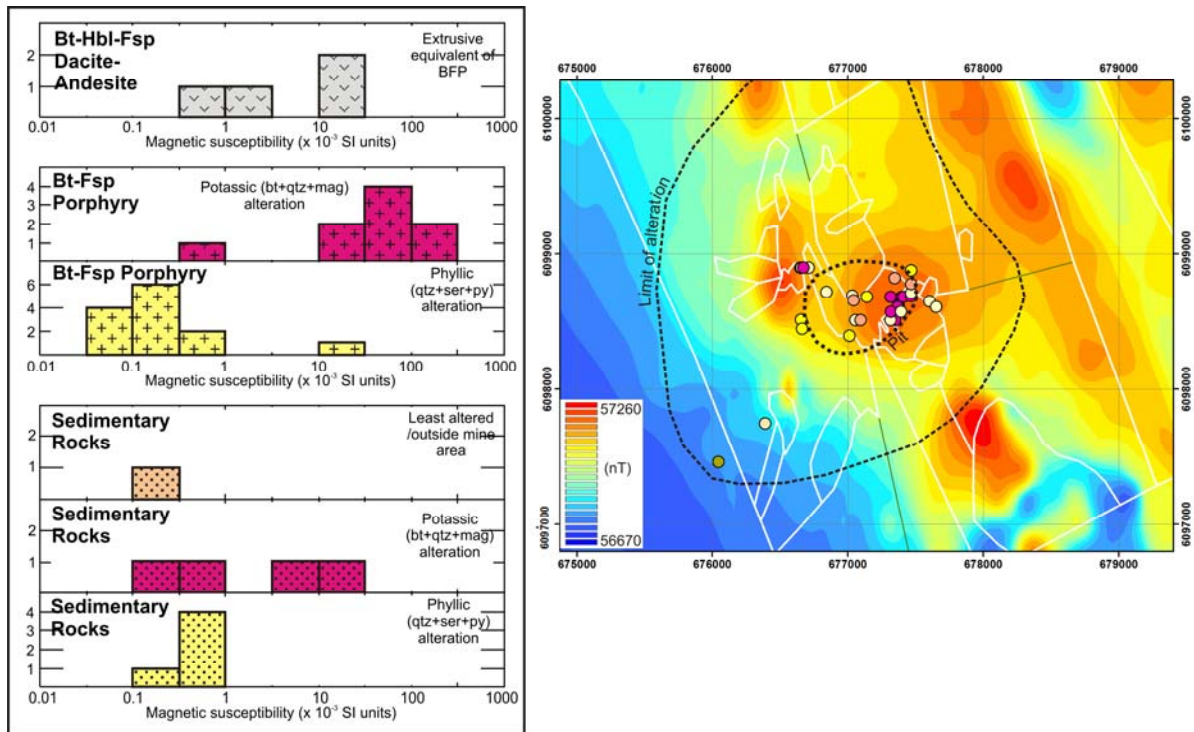 Bt-Hbl-Fsp
Dacite-
Andesite
Extrusive
equivalent of
BFP
2
1
0.01 0.1 1 10 100 1000
Magnetic susceptibility (x 10⁻³ SI units)
Bt-Fsp
Porphyry
Potassic (bt+qtz+mag)
alteration
4
2
1
Bt-Fsp Porphyry
Phyllic
(qtz+ser+py)
alteration
6
4
2
0.01 0.1 1 10 100 1000
Magnetic susceptibility (x 10⁻³ SI units)
Sedimentary
Rocks
Least altered
/outside mine
area
2
1
Sedimentary
Rocks
Potassic
(bt+qtz+mag)
alteration
2
1
Sedimentary
Rocks
Phyllic
(qtz+ser+py)
alteration
4
3
2
1
0.01 0.1 1 10 100 1000
Magnetic susceptibility (x 10⁻³ SI units)
675000 676000 677000 678000 679000
6100000
6099000
6098000
6097000
6100000
6099000
6098000
6097000
Limit of alteration
Pit
57260
(nT)
56670
675000 676000 677000 678000 679000